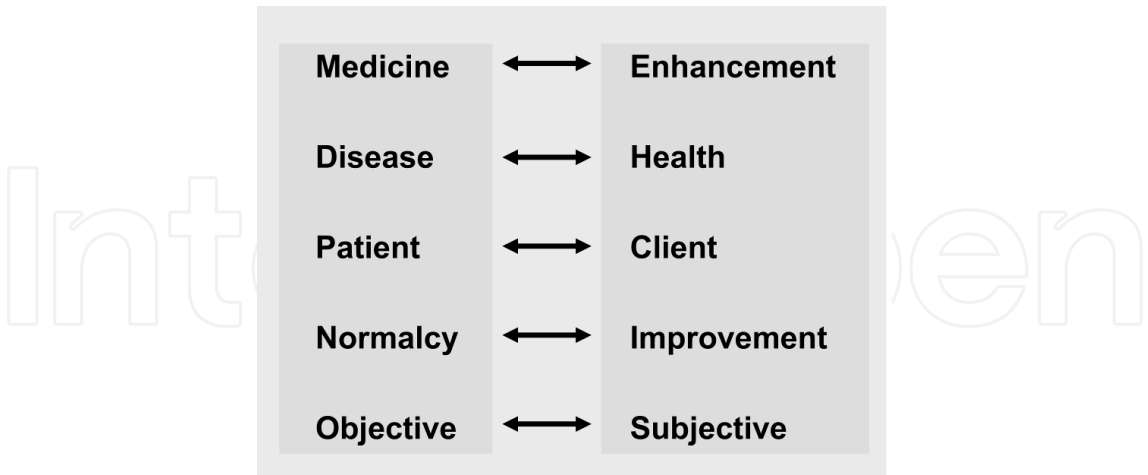 Medicine Enhancement
Disease Health
Patient Client
Normalcy Improvement
Objective Subjective